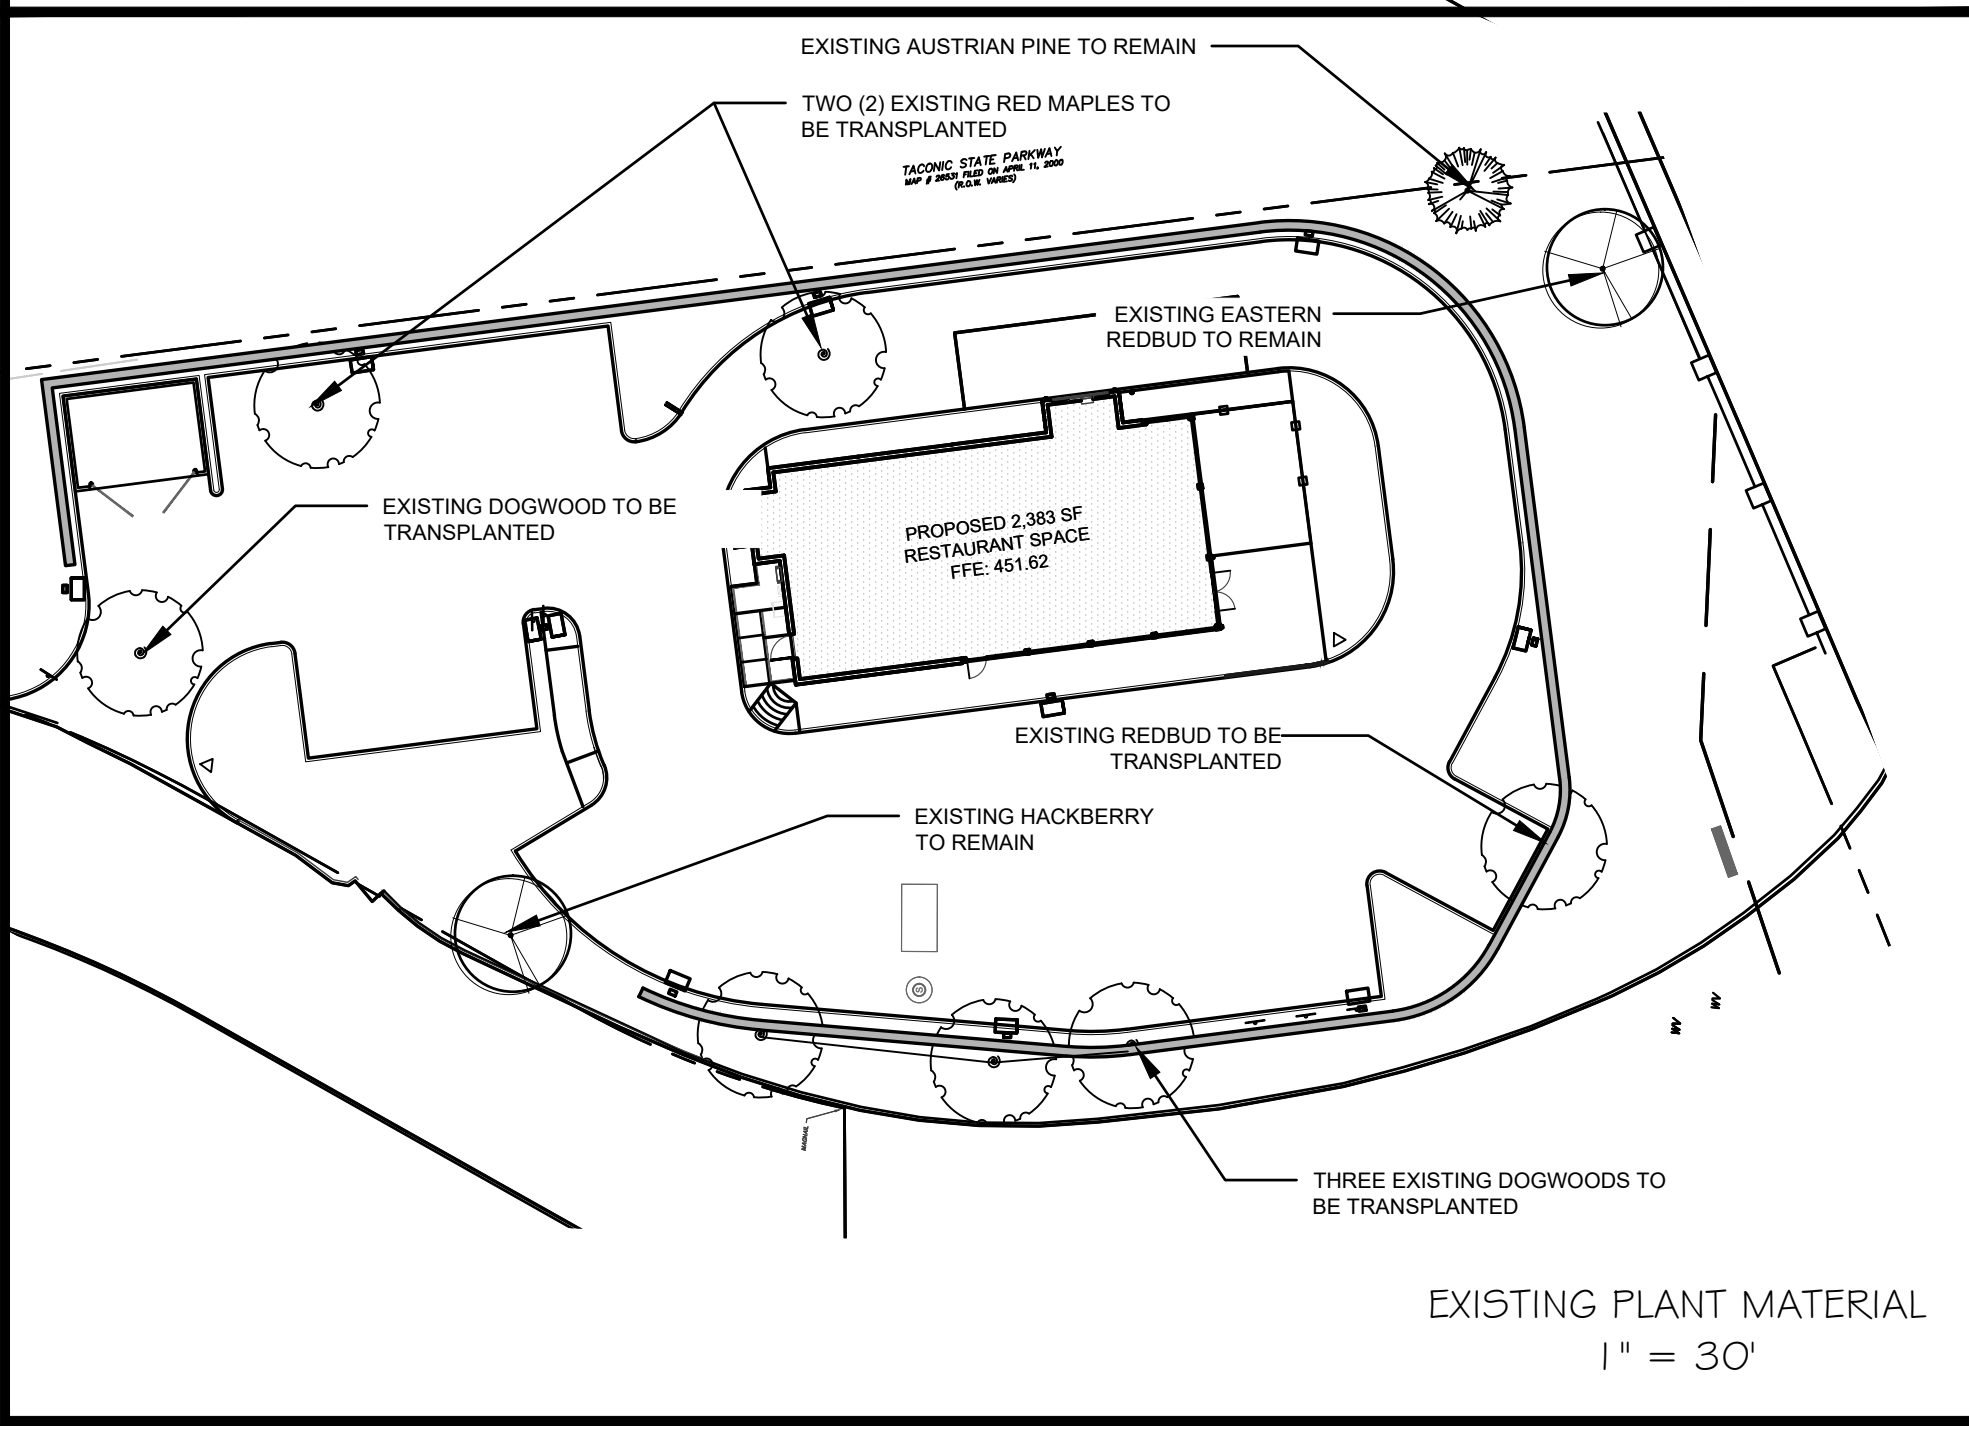 EXISTING AUSTRIAN PINE TO REMAIN
TWO (2) EXISTING RED MAPLES TO
BE TRANSPLANTED
TACONIC STATE PARKWAY
MAP # 26531 FILED ON APRIL 11, 2000
(R.O.W. VARIES)
EXISTING EASTERN
REDBUD TO REMAIN
EXISTING DOGWOOD TO BE
TRANSPLANTED
PROPOSED 2,383 SF
RESTAURANT SPACE
FFE: 451.62
EXISTING REDBUD TO BE
TRANSPLANTED
EXISTING HACKBERRY
TO REMAIN
S
MAGNAIL
THREE EXISTING DOGWOODS TO
BE TRANSPLANTED
EXISTING PLANT MATERIAL
1" = 30'